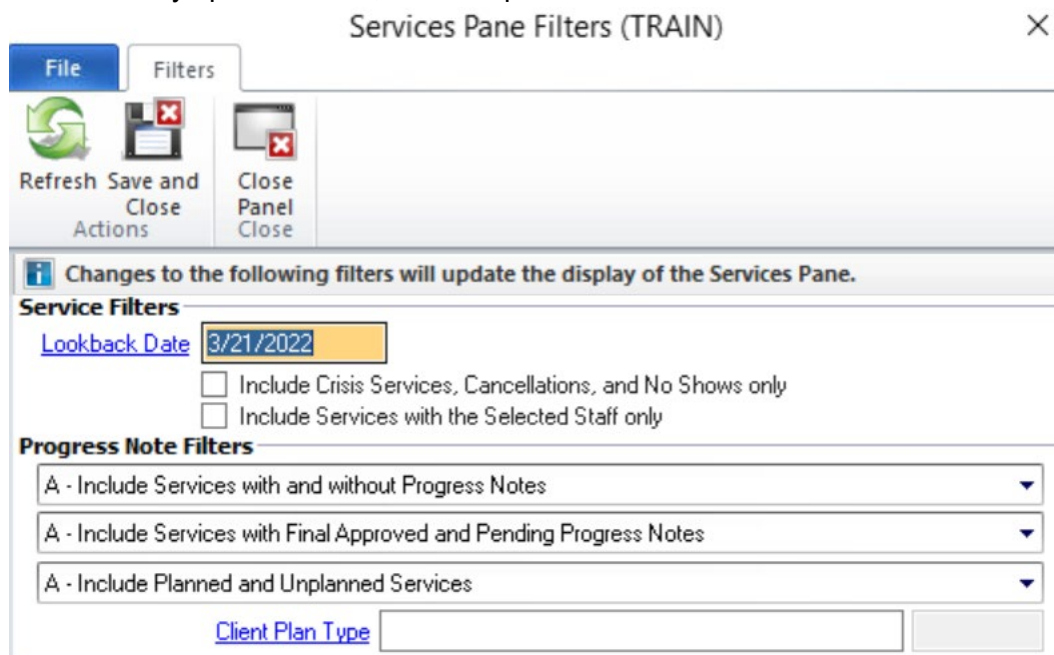 Services Pane Filters (TRAIN)
File Filters
Refresh Save and Close Close Panel
Actions Close
Changes to the following filters will update the display of the Services Pane.
Service Filters
Lookback Date 3/21/2022
Include Crisis Services, Cancellations, and No Shows only
Include Services with the Selected Staff only
Progress Note Filters
A - Include Services with and without Progress Notes
A - Include Services with Final Approved and Pending Progress Notes
A - Include Planned and Unplanned Services
Client Plan Type